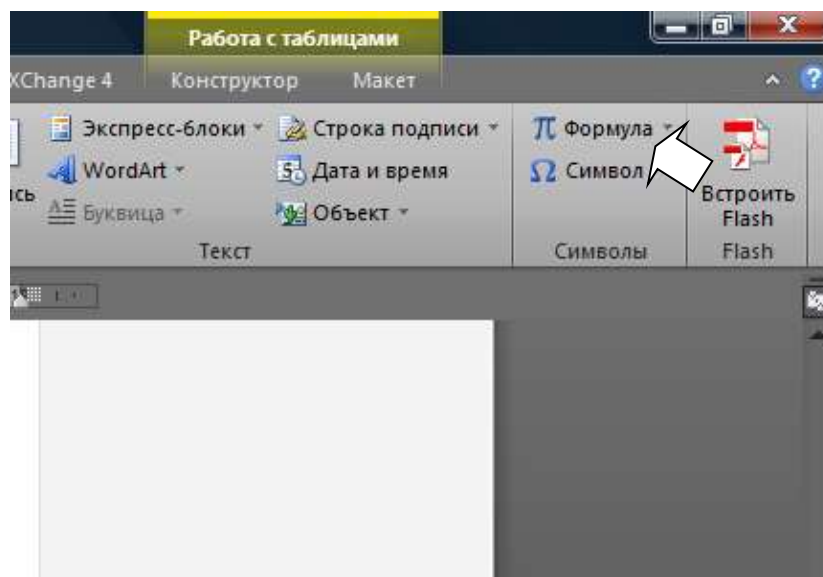 Работа с таблицами
XChange 4 Конструктор Макет
Экспресс-блоки Строка подписи π Формула
WordArt 5 Дата и время Ω Символ
Буквица Объект Встроить Flash
Текст Символы Flash